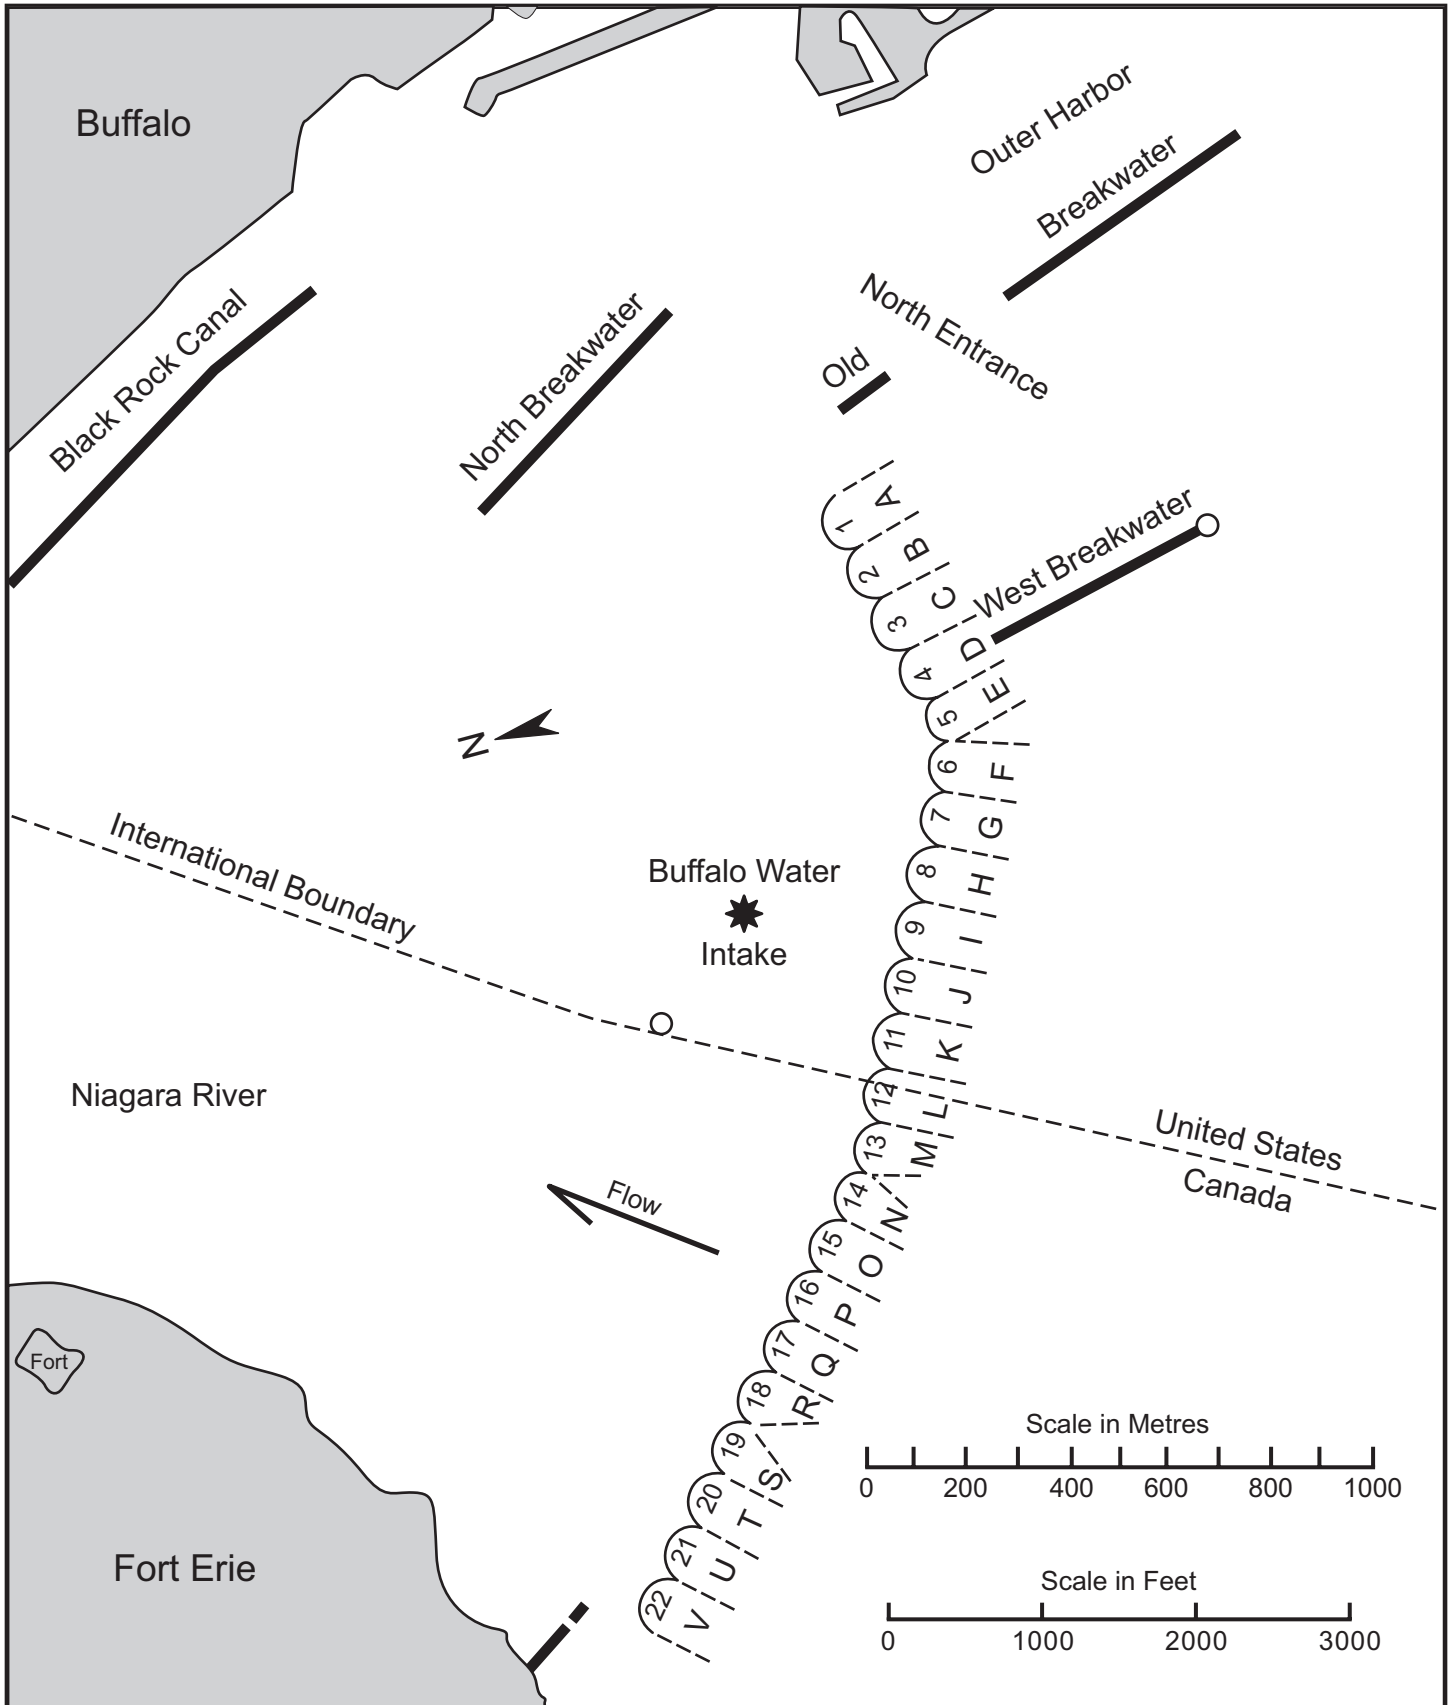 Buffalo
Outer Harbor
Breakwater
North Entrance
Black Rock Canal
North Breakwater
Old
West Breakwater
1 A
2 B
3 C
4 D
5 E
6 F
7 G
8 H
9 I
10 J
11 K
12 L
13 M
14 N
15 O
16 P
17 Q
18 R
19 S
20 T
21 U
22 V
N
International Boundary
Buffalo Water
Intake
Niagara River
United States
Canada
Flow
Fort
Fort Erie
Scale in Metres
0 200 400 600 800 1000
Scale in Feet
0 1000 2000 3000